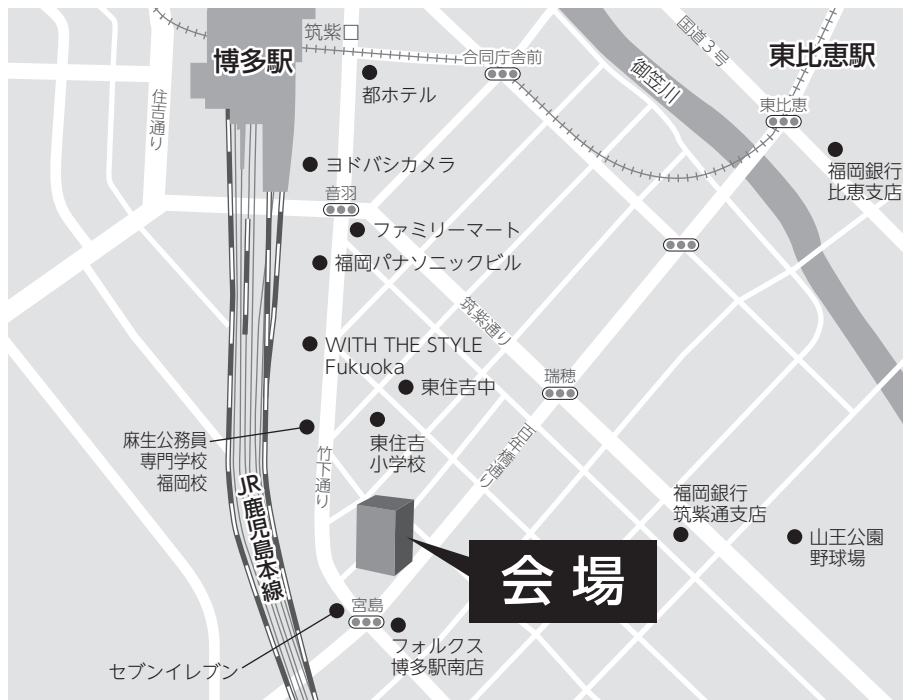 筑紫口
博多駅
都ホテル
合同庁舎前
国道3号
御笠川
東比恵駅
東比恵
住吉通り
福岡銀行
比恵支店
ヨドバシカメラ
音羽
ファミリーマート
福岡パナソニックビル
筑紫通り
WITH THE STYLE
Fukuoka
東住吉中
瑞穂
麻生公務員
専門学校
福岡校
東住吉
小学校
竹下通り
百年橋通り
JR鹿児島本線
福岡銀行
筑紫通支店
山王公園
野球場
会場
宮島
フォルクス
博多駅南店
セブンイレブン